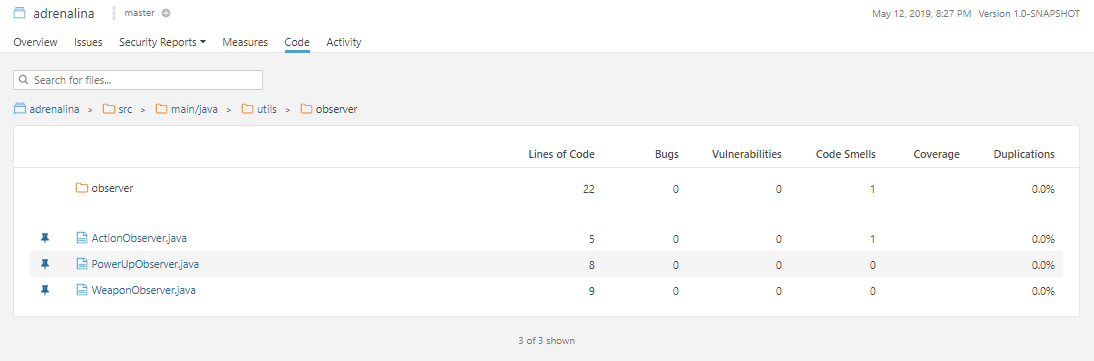 adrenalina master May 12, 2019, 8:27 PM Version 1.0-SNAPSHOT
Overview Issues Security Reports Measures Code Activity
Search for files...
adrenalina > src > main/java > utils > observer
Lines of Code Bugs Vulnerabilities Code Smells Coverage Duplications
observer 22 0 0 1 0.0%
ActionObserver.java 5 0 0 1 0.0%
PowerUpObserver.java 8 0 0 0 0.0%
WeaponObserver.java 9 0 0 0 0.0%
3 of 3 shown